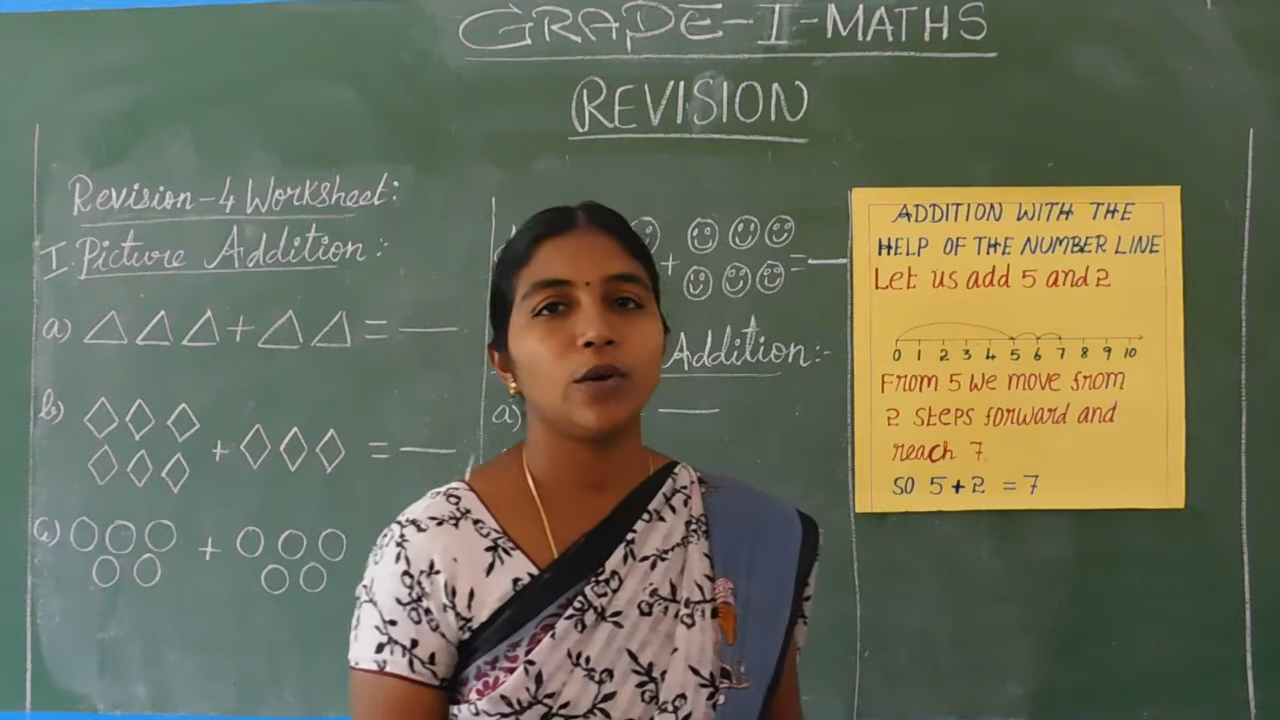 GRADE-I-MATHS
REVISION
Revision-4 Worksheet:
I. Picture Addition:
a) + = —
b) + = —
c) +
+ = —
Addition:-
a) —
ADDITION WITH THE
HELP OF THE NUMBER LINE
Let us add 5 and 2
0 1 2 3 4 5 6 7 8 9 10
From 5 we move from
2 steps forward and
reach 7
So 5+2 = 7